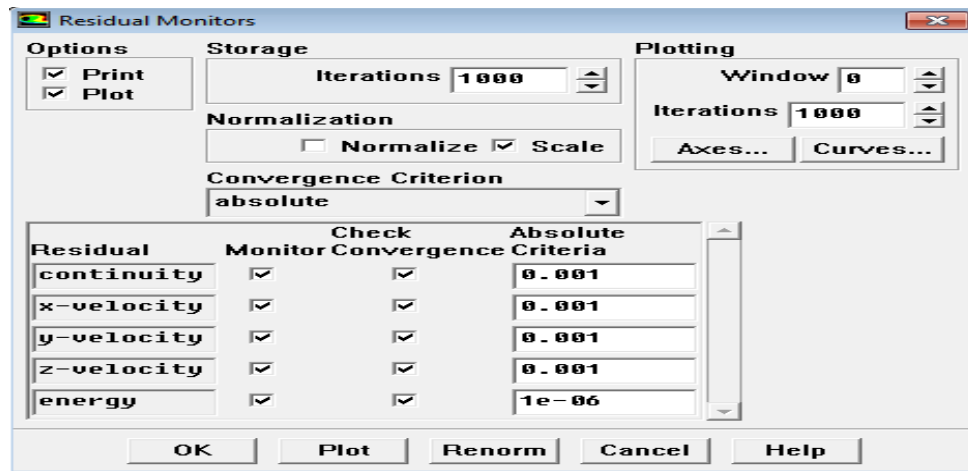 Residual Monitors
Options
Print
Plot
Storage
Iterations 1000
Normalization
Normalize Scale
Convergence Criterion
absolute
Plotting
Window 0
Iterations 1000
Axes... Curves...
Residual Monitor Check Convergence Absolute Criteria
continuity 0.001
x-velocity 0.001
y-velocity 0.001
z-velocity 0.001
energy 1e-06
OK Plot Renorm Cancel Help